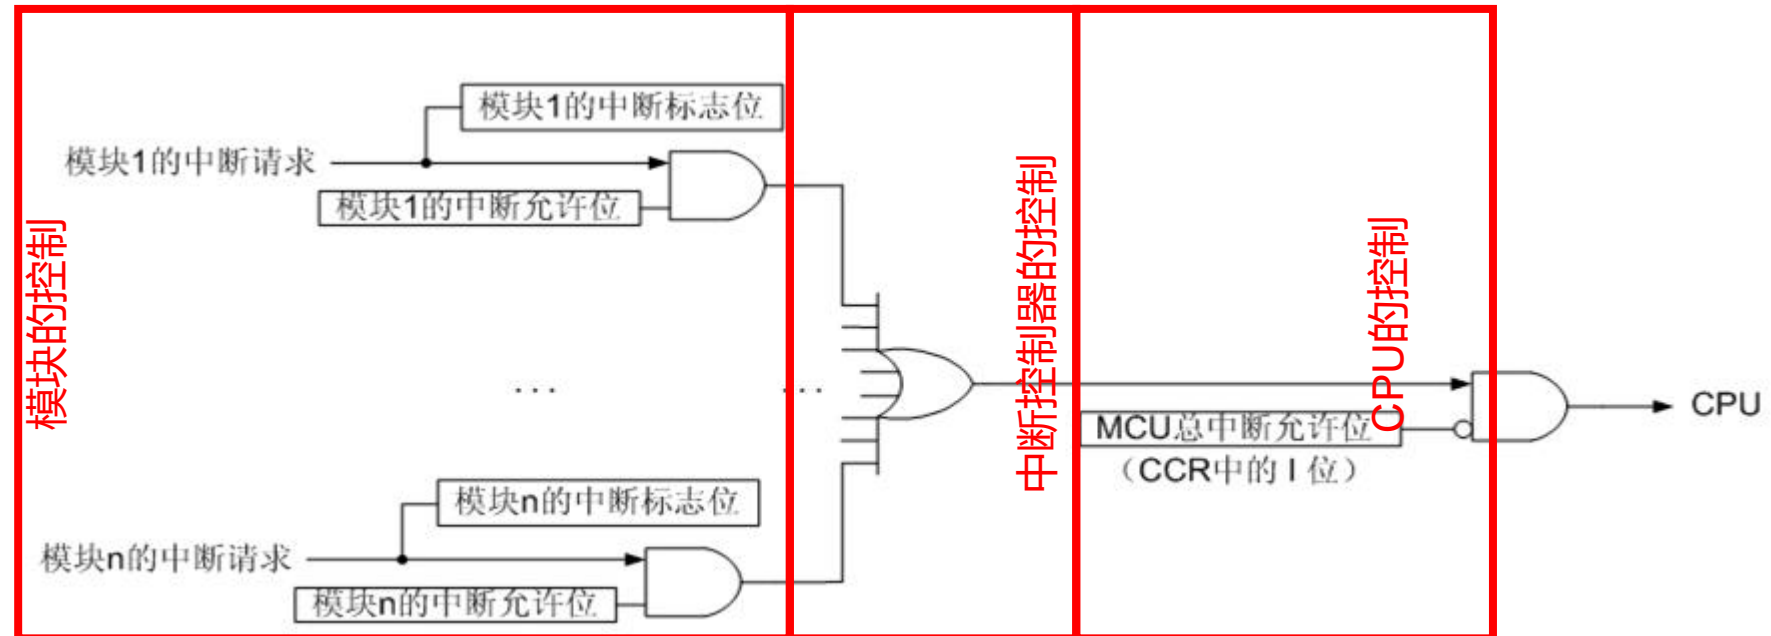 模块1的中断标志位
模块1的中断请求
模块1的中断允许位
模块的控制
中断控制器的控制
CPU的控制
...
...
CPU
MCU总中断允许位
（CCR中的 I 位）
模块n的中断标志位
模块n的中断请求
模块n的中断允许位